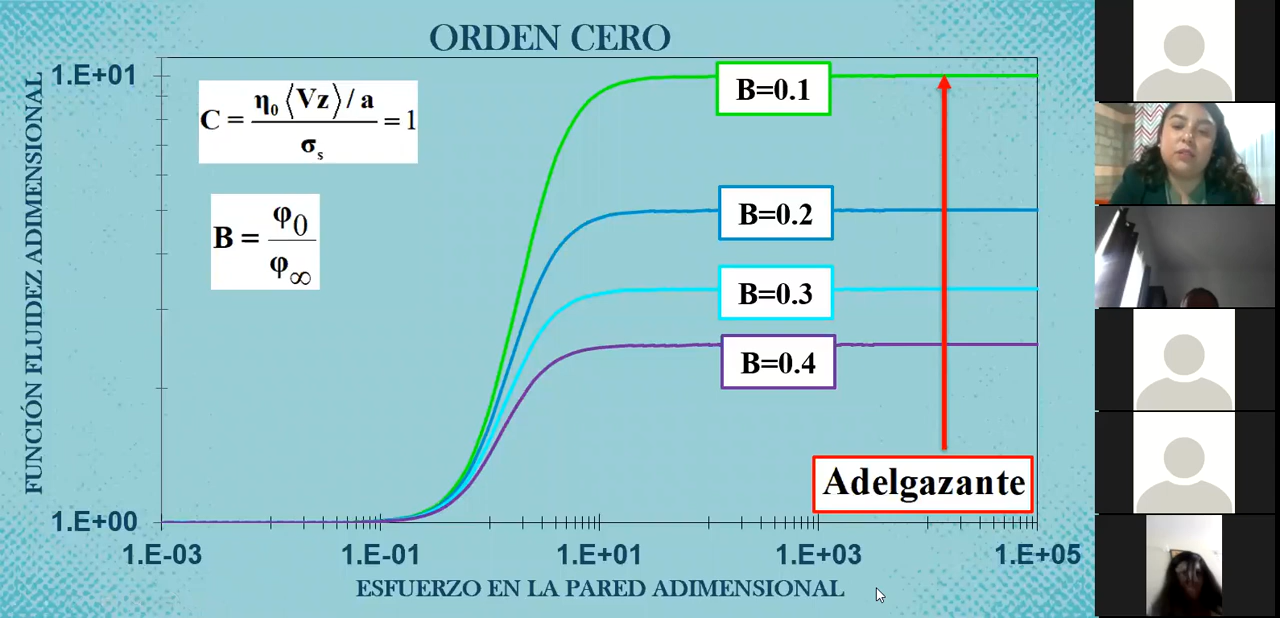 ORDEN CERO
FUNCIÓN FLUIDEZ ADIMENSIONAL
1.E+01
1.E+00
C = η₀ ⟨Vz⟩ / a / σₛ = 1
B = φ₀ / φ∞
B=0.1
B=0.2
B=0.3
B=0.4
Adelgazante
1.E-03 1.E-01 1.E+01 1.E+03 1.E+05
ESFUERZO EN LA PARED ADIMENSIONAL